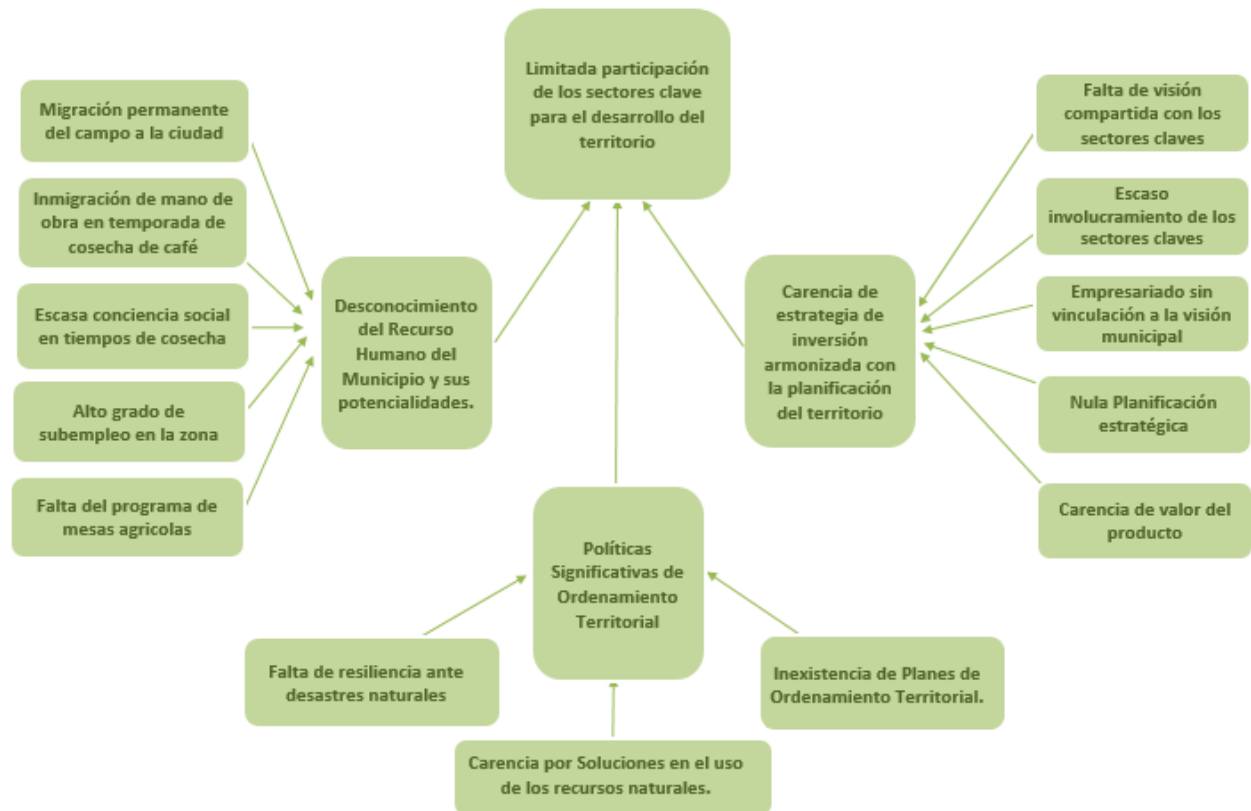 Limitada participación
de los sectores clave
para el desarrollo del
territorio
Migración permanente
del campo a la ciudad
Inmigración de mano de
obra en temporada de
cosecha de café
Escasa conciencia social
en tiempos de cosecha
Alto grado de
subempleo en la zona
Falta del programa de
mesas agricolas
Desconocimiento
del Recurso
Humano del
Municipio y sus
potencialidades.
Carencia de
estrategia de
inversión
armonizada con
la planificación
del territorio
Falta de visión
compartida con los
sectores claves
Escaso
involucramiento de los
sectores claves
Empresariado sin
vinculación a la visión
municipal
Nula Planificación
estratégica
Carencia de valor del
producto
Políticas
Significativas de
Ordenamiento
Territorial
Falta de resiliencia ante
desastres naturales
Carencia por Soluciones en el uso
de los recursos naturales.
Inexistencia de Planes de
Ordenamiento Territorial.